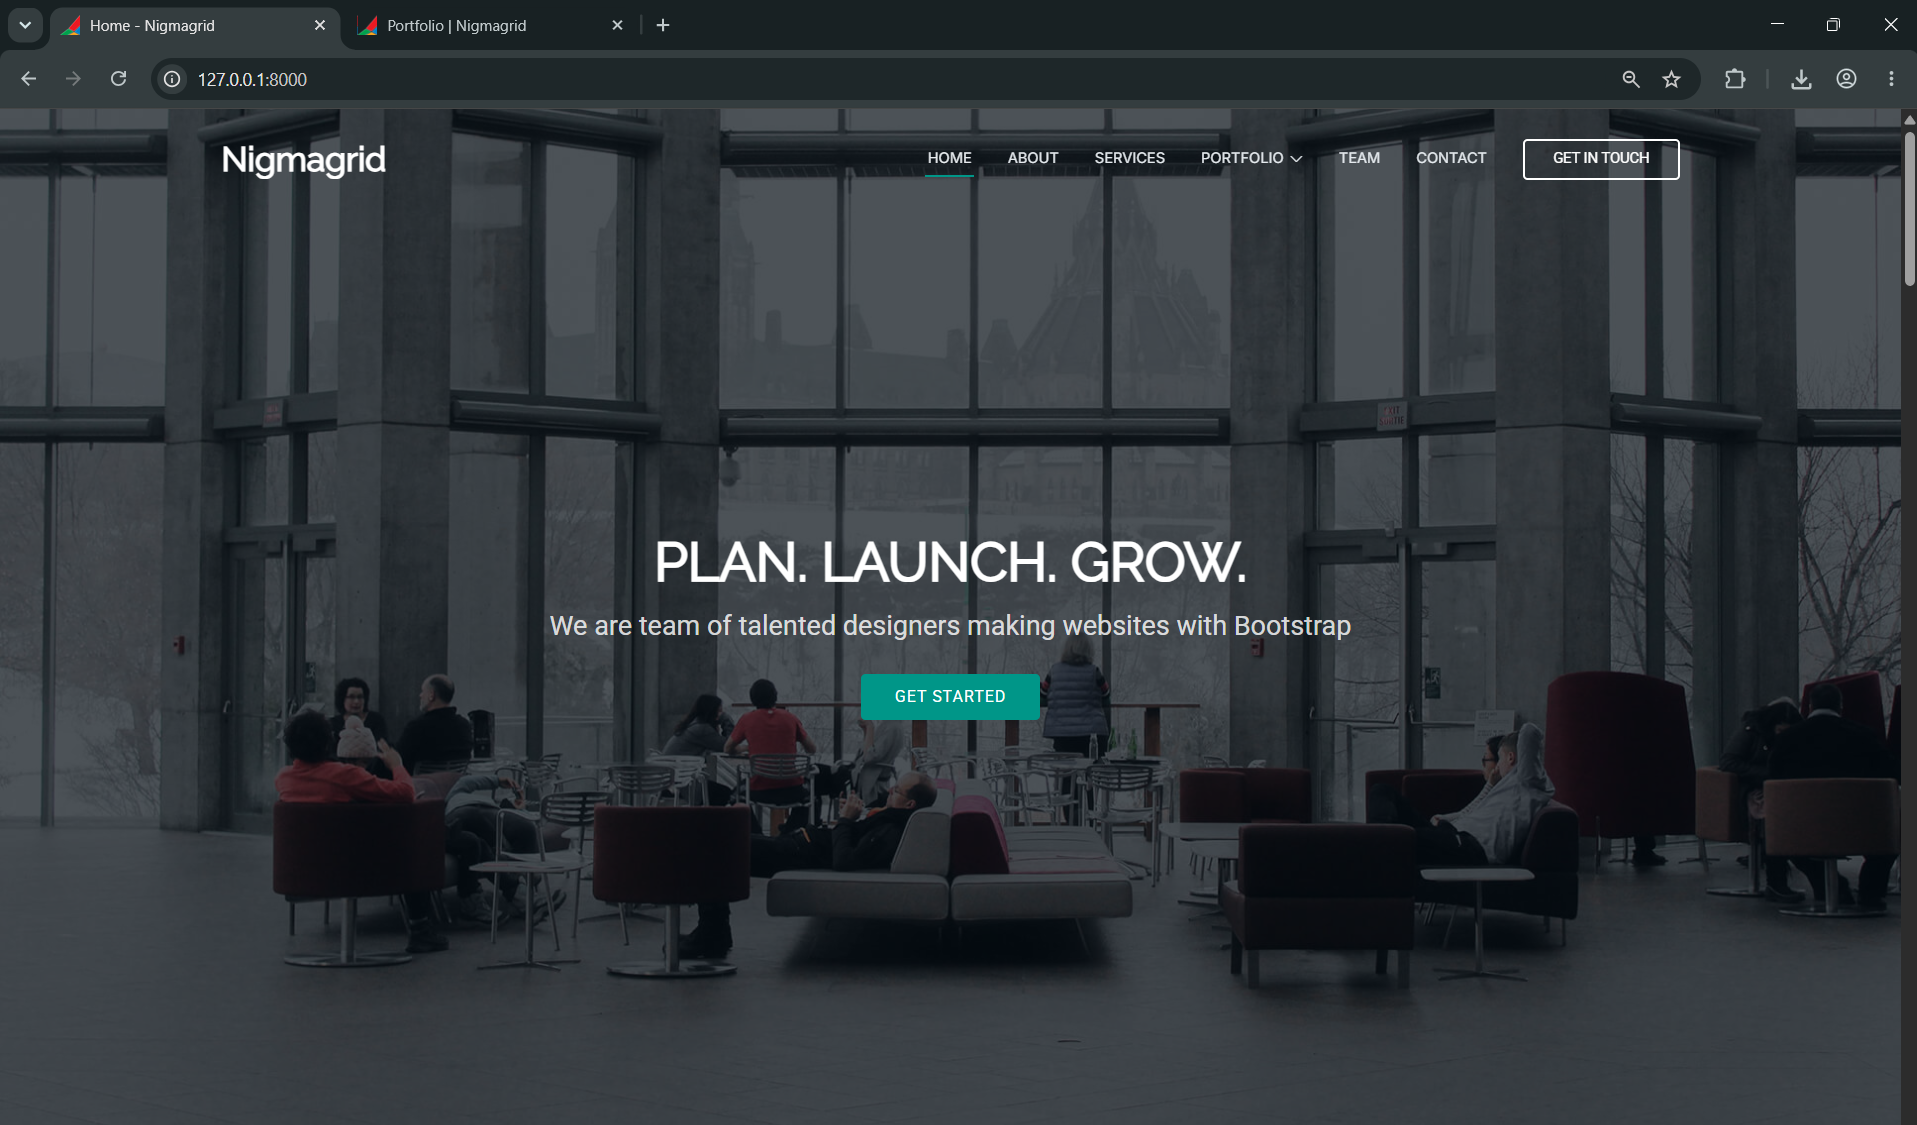 Home - Nigmagrid
Portfolio | Nigmagrid
127.0.0.1:8000
Nigmagrid
HOME
ABOUT
SERVICES
PORTFOLIO
TEAM
CONTACT
GET IN TOUCH
PLAN. LAUNCH. GROW.
We are team of talented designers making websites with Bootstrap
GET STARTED